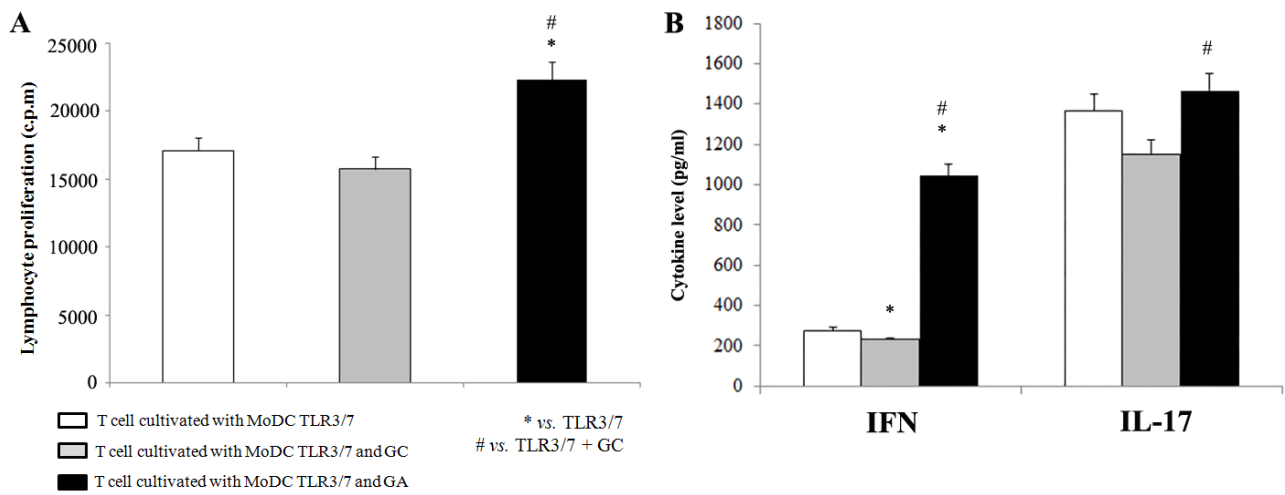 A
#
*
Lymphocyte proliferation (c.p.m)
25000
20000
15000
10000
5000
0
T cell cultivated with MoDC TLR3/7
T cell cultivated with MoDC TLR3/7 and GC
T cell cultivated with MoDC TLR3/7 and GA
* vs. TLR3/7
# vs. TLR3/7 + GC
B
Cytokine level (pg/ml)
1800
1600
1400
1200
1000
800
600
400
200
0
*
#
*
#
IFN
IL-17